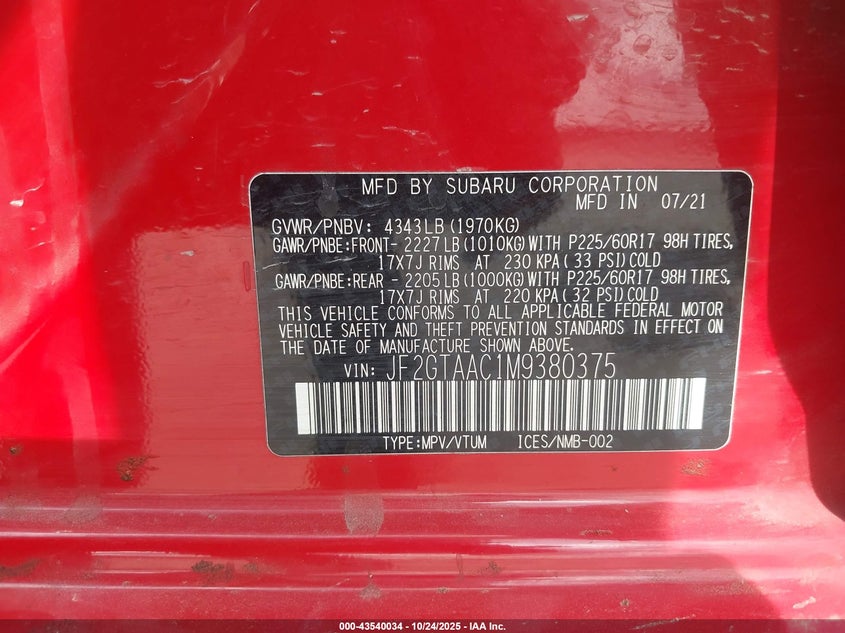 MFD BY SUBARU CORPORATION
MFD IN 07/21
GVWR/PNBV: 4343LB(1970KG)
GAWR/PNBE:FRONT- 2227LB(1010KG)WITH P225/60R17 98H TIRES,
17X7J RIMS AT 230 KPA( 33 PSI)COLD
GAWR/PNBE:REAR - 2205LB(1000KG)WITH P225/60R17 98H TIRES,
17X7J RIMS AT 220 KPA( 32 PSI)COLD
THIS VEHICLE CONFORMS TO ALL APPLICABLE FEDERAL MOTOR
VEHICLE SAFETY AND THEFT PREVENTION STANDARDS IN EFFECT ON
THE DATE OF MANUFACTURE SHOWN ABOVE.
VIN: JF2GTAAC1M9380375
TYPE:MPV/VTUM ICES/NMB-002
000-43540034 - 10/24/2025 - IAA Inc.